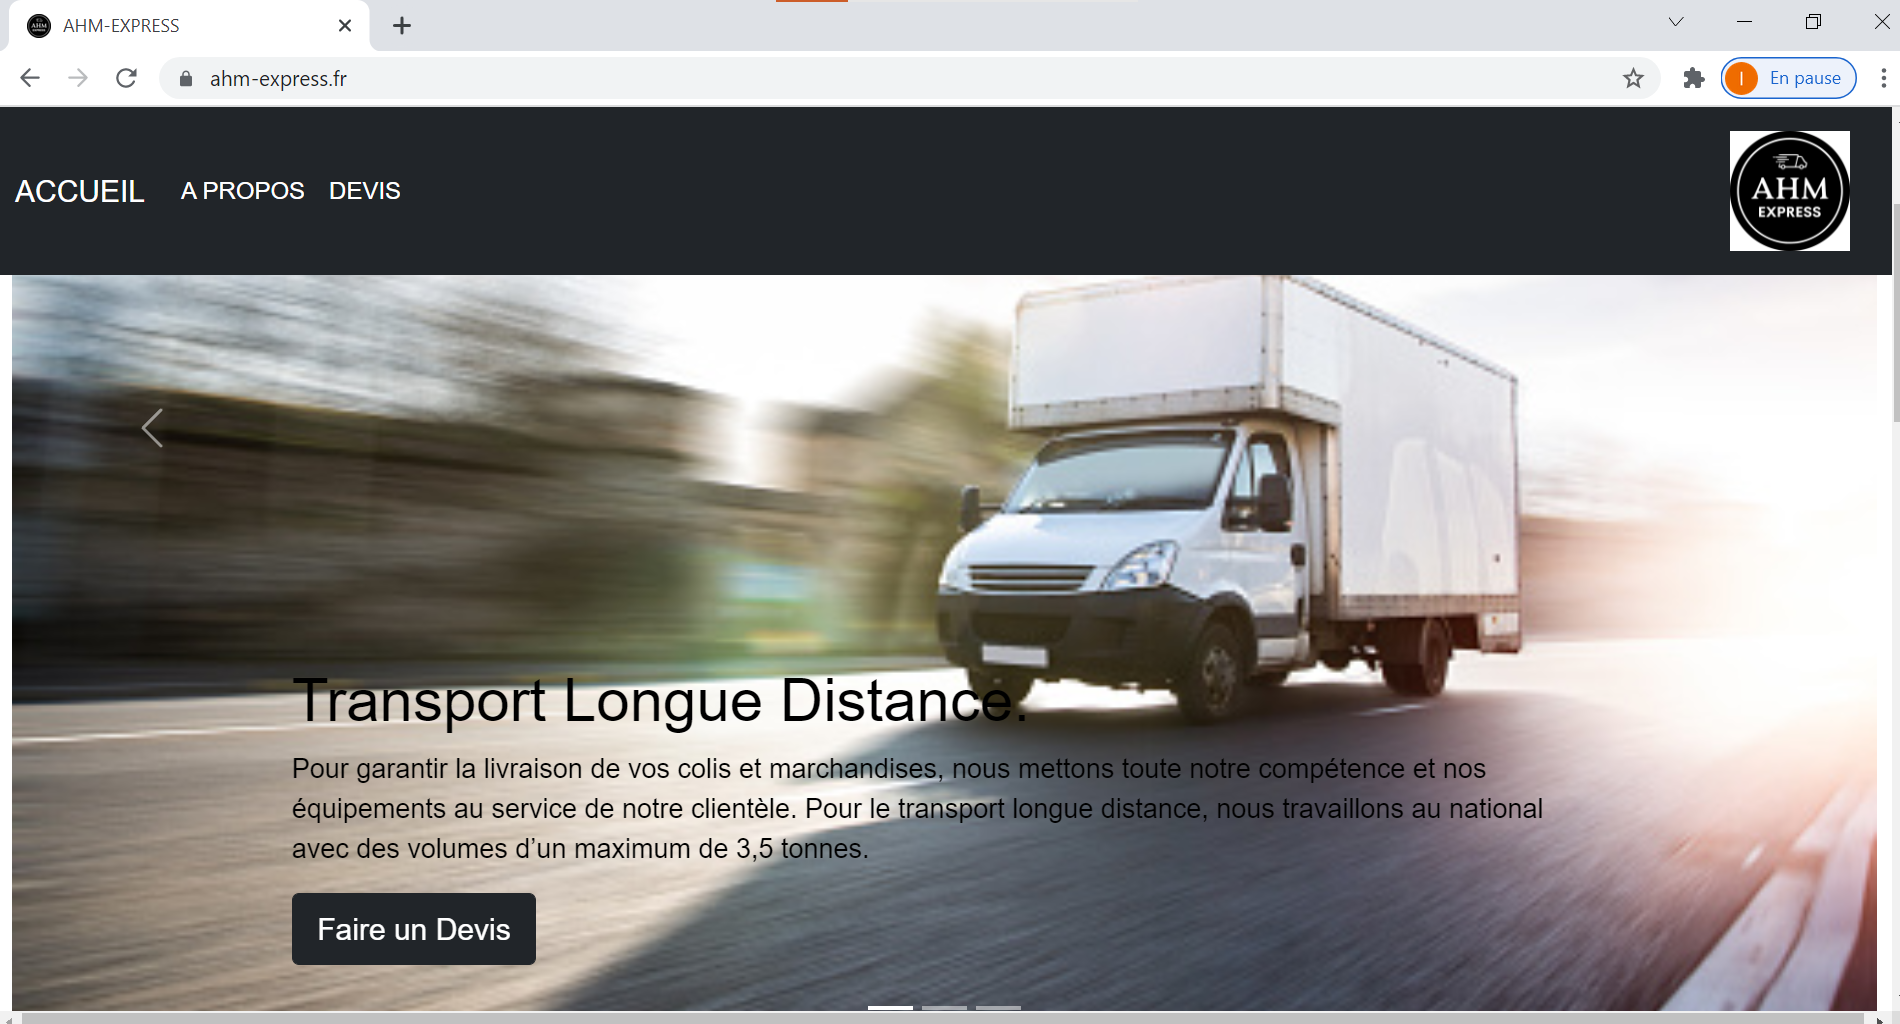 AHM-EXPRESS
ahm-express.fr
I
En pause
ACCUEIL
A PROPOS
DEVIS
AHM
EXPRESS
Transport Longue Distance.
Pour garantir la livraison de vos colis et marchandises, nous mettons toute notre compétence et nos
équipements au service de notre clientèle. Pour le transport longue distance, nous travaillons au national
avec des volumes d’un maximum de 3,5 tonnes.
Faire un Devis